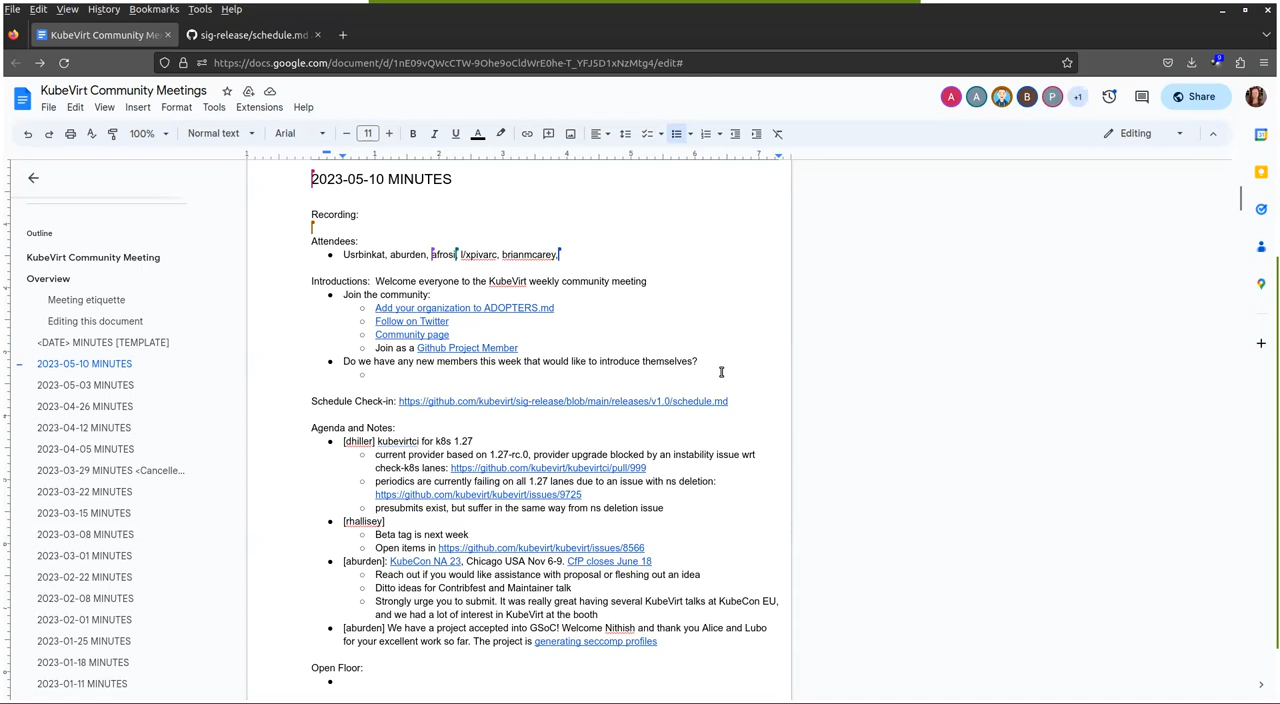 File Edit View History Bookmarks Tools Help
KubeVirt Community Me
sig-release/schedule.md
https://docs.google.com/document/d/1nE09vQWcCTW-9Ohe9oCldWrE0he-T_YFJ5D1xNzMtg4/edit#
KubeVirt Community Meetings
File Edit View Insert Format Tools Extensions Help
A A B P +1 Share
100% Normal text Arial 11 Editing
1 1 2 3 4 5 6 7
2023-05-10 MINUTES
Recording:
Attendees:
Usrbinkat, aburden, afrosi, l/xpivarc, brianmcarey,
Introductions: Welcome everyone to the KubeVirt weekly community meeting
Join the community:
Add your organization to ADOPTERS.md
Follow on Twitter
Community page
Join as a Github Project Member
Do we have any new members this week that would like to introduce themselves?
Schedule Check-in: https://github.com/kubevirt/sig-release/blob/main/releases/v1.0/schedule.md
Agenda and Notes:
[dhiller] kubevirtci for k8s 1.27
current provider based on 1.27-rc.0, provider upgrade blocked by an instability issue wrt
check-k8s lanes: https://github.com/kubevirt/kubevirtci/pull/999
periodics are currently failing on all 1.27 lanes due to an issue with ns deletion:
https://github.com/kubevirt/kubevirt/issues/9725
presubmits exist, but suffer in the same way from ns deletion issue
[rhallisey]
Beta tag is next week
Open items in https://github.com/kubevirt/kubevirt/issues/8566
[aburden]: KubeCon NA 23, Chicago USA Nov 6-9. CfP closes June 18
Reach out if you would like assistance with proposal or fleshing out an idea
Ditto ideas for Contribfest and Maintainer talk
Strongly urge you to submit. It was really great having several KubeVirt talks at KubeCon EU,
and we had a lot of interest in KubeVirt at the booth
[aburden] We have a project accepted into GSoC! Welcome Nithish and thank you Alice and Lubo
for your excellent work so far. The project is generating seccomp profiles
Open Floor:
Outline
KubeVirt Community Meeting
Overview
Meeting etiquette
Editing this document
<DATE> MINUTES [TEMPLATE]
2023-05-10 MINUTES
2023-05-03 MINUTES
2023-04-26 MINUTES
2023-04-12 MINUTES
2023-04-05 MINUTES
2023-03-29 MINUTES <Cancelle...
2023-03-22 MINUTES
2023-03-15 MINUTES
2023-03-08 MINUTES
2023-03-01 MINUTES
2023-02-22 MINUTES
2023-02-08 MINUTES
2023-02-01 MINUTES
2023-01-25 MINUTES
2023-01-18 MINUTES
2023-01-11 MINUTES